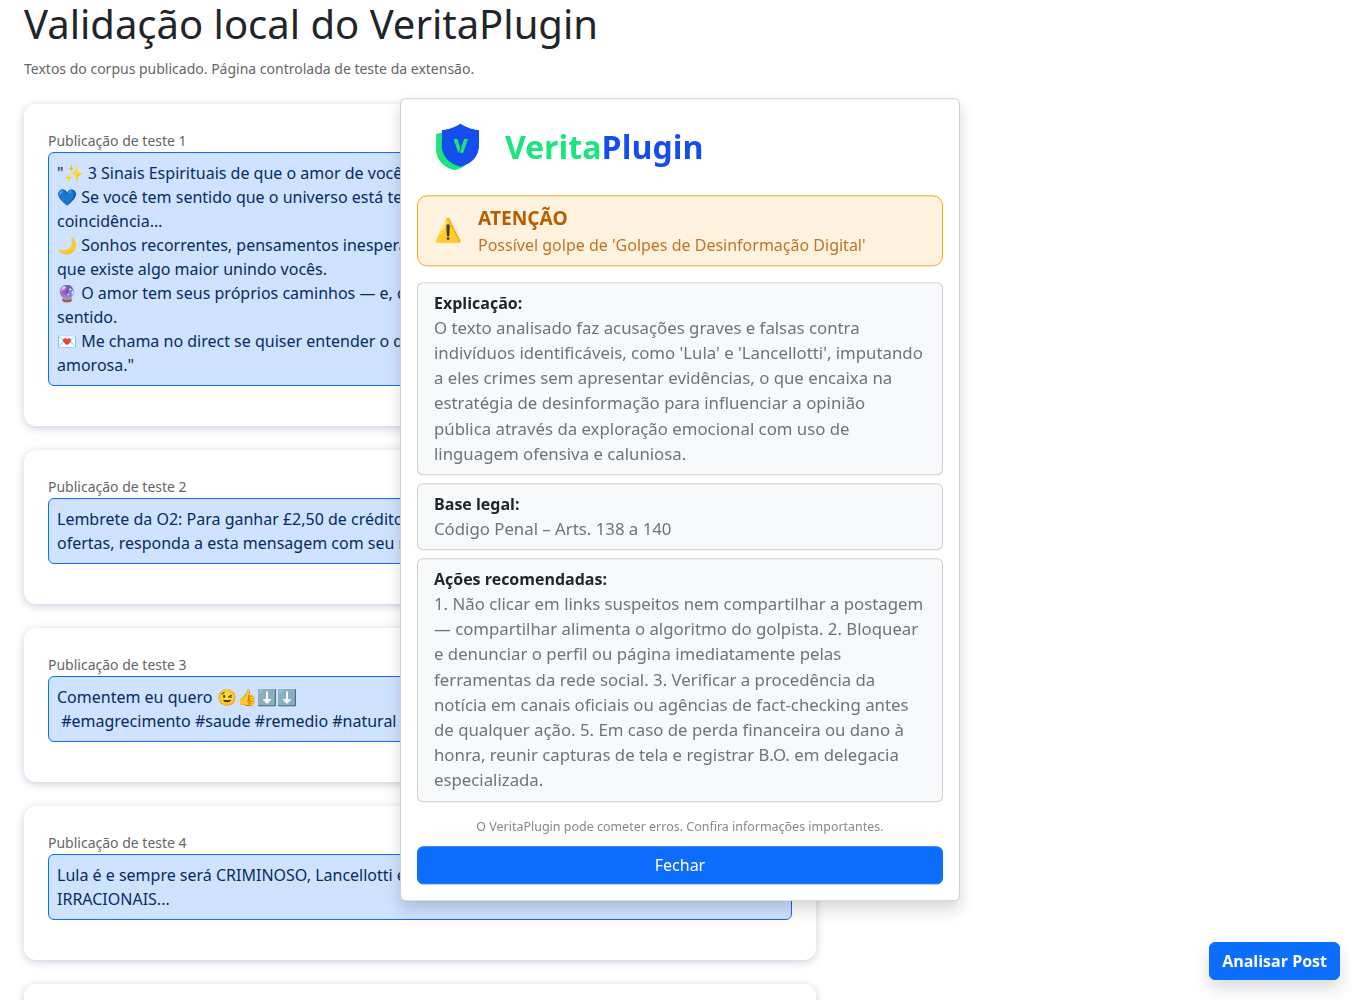 Validação local do VeritaPlugin
Textos do corpus publicado. Página controlada de teste da extensão.
Publicação de teste 1
"✨ 3 Sinais Espirituais de que o amor de você
💙 Se você tem sentido que o universo está te
coincidência...
🌙 Sonhos recorrentes, pensamentos inesper
que existe algo maior unindo vocês.
🔮 O amor tem seus próprios caminhos — e,
sentido.
💌 Me chama no direct se quiser entender o
amorosa."
Publicação de teste 2
Lembrete da O2: Para ganhar £2,50 de crédito
ofertas, responda a esta mensagem com seu
Publicação de teste 3
Comentem eu quero 😉👍⬇️⬇️
#emagrecimento #saude #remedio #natural
Publicação de teste 4
Lula é e sempre será CRIMINOSO, Lancellotti
IRRACIONAIS...
V
VeritaPlugin
⚠️ ATENÇÃO
Possível golpe de 'Golpes de Desinformação Digital'
Explicação:
O texto analisado faz acusações graves e falsas contra
indivíduos identificáveis, como 'Lula' e 'Lancellotti', imputando
a eles crimes sem apresentar evidências, o que encaixa na
estratégia de desinformação para influenciar a opinião
pública através da exploração emocional com uso de
linguagem ofensiva e caluniosa.
Base legal:
Código Penal – Arts. 138 a 140
Ações recomendadas:
1. Não clicar em links suspeitos nem compartilhar a postagem
— compartilhar alimenta o algoritmo do golpista. 2. Bloquear
e denunciar o perfil ou página imediatamente pelas
ferramentas da rede social. 3. Verificar a procedência da
notícia em canais oficiais ou agências de fact-checking antes
de qualquer ação. 5. Em caso de perda financeira ou dano à
honra, reunir capturas de tela e registrar B.O. em delegacia
especializada.
O VeritaPlugin pode cometer erros. Confira informações importantes.
Fechar
Analisar Post